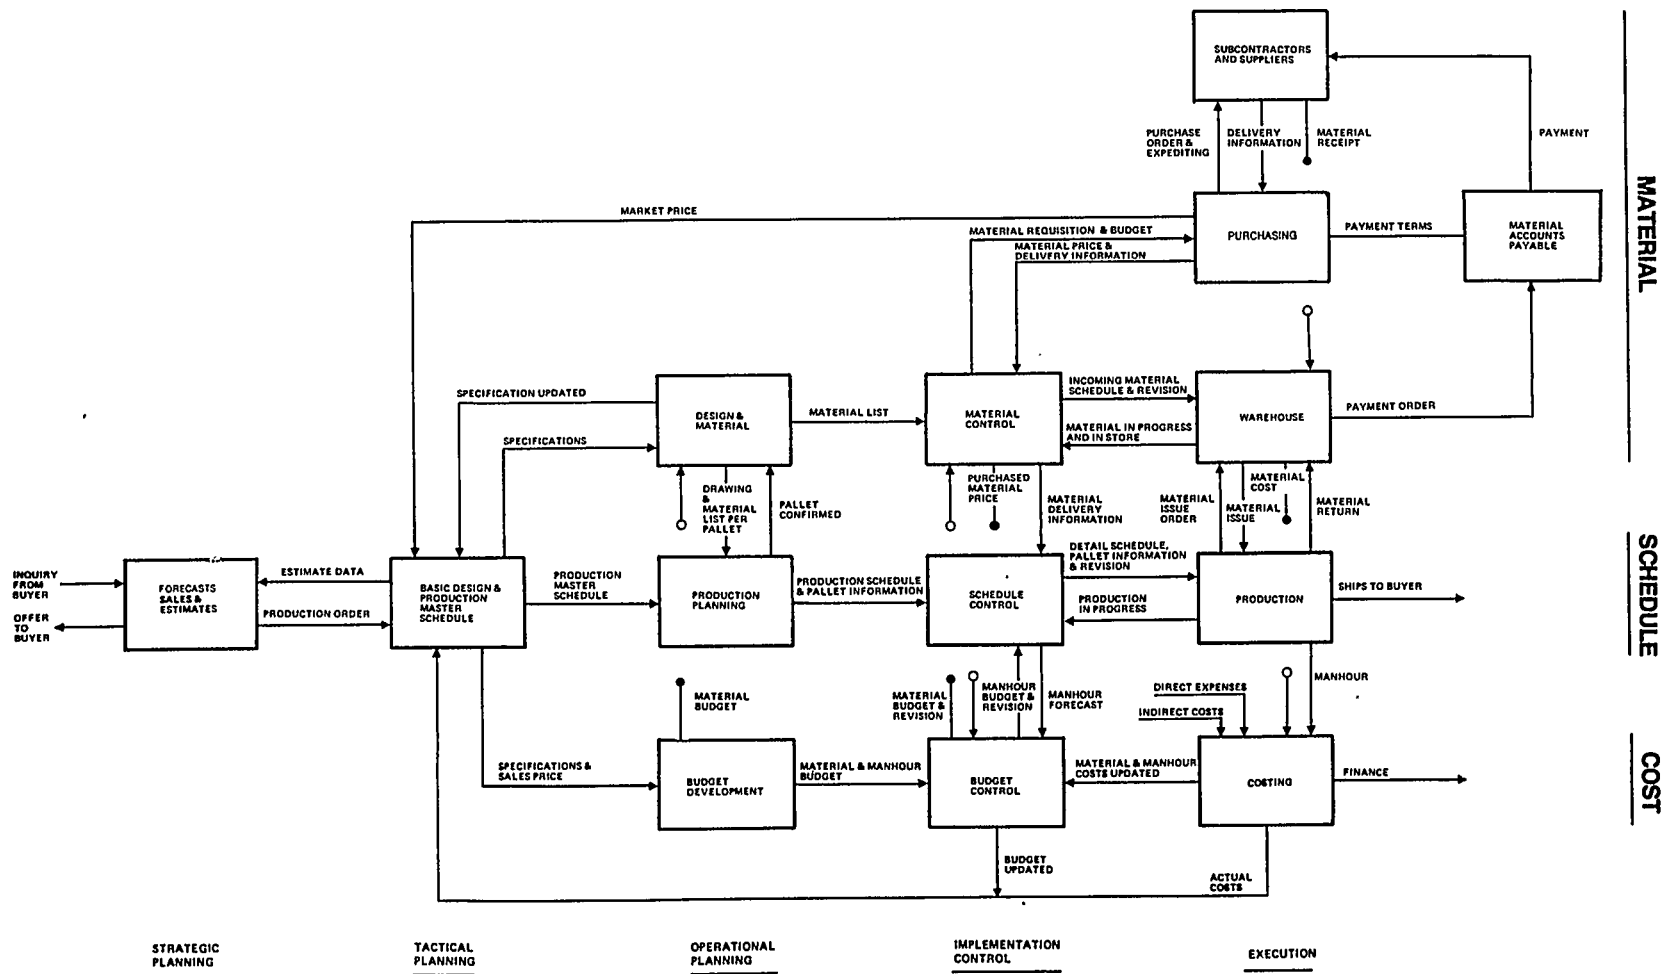 SUBCONTRACTORS
AND SUPPLIERS
PURCHASE
ORDER &
EXPEDITING
DELIVERY
INFORMATION
MATERIAL
RECEIPT
PAYMENT
MATERIAL
MARKET PRICE
MATERIAL REQUISITION & BUDGET
MATERIAL PRICE &
DELIVERY INFORMATION
PURCHASING
PAYMENT TERMS
MATERIAL
ACCOUNTS
PAYABLE
SPECIFICATION UPDATED
SPECIFICATIONS
DESIGN &
MATERIAL
MATERIAL LIST
MATERIAL
CONTROL
INCOMING MATERIAL
SCHEDULE & REVISION
MATERIAL IN PROGRESS
AND IN STORE
WAREHOUSE
PAYMENT ORDER
DRAWING
&
MATERIAL
LIST PER
PALLET
PALLET
CONFIRMED
PURCHASED
MATERIAL
PRICE
MATERIAL
DELIVERY
INFORMATION
MATERIAL
ISSUE
ORDER
MATERIAL
ISSUE
MATERIAL
COST
MATERIAL
RETURN
SCHEDULE
INQUIRY
FROM
BUYER
OFFER
TO
BUYER
FORECASTS
SALES &
ESTIMATES
ESTIMATE DATA
PRODUCTION ORDER
BASIC DESIGN &
PRODUCTION
MASTER
SCHEDULE
PRODUCTION
MASTER
SCHEDULE
PRODUCTION
PLANNING
PRODUCTION SCHEDULE
& PALLET INFORMATION
SCHEDULE
CONTROL
DETAIL SCHEDULE,
PALLET INFORMATION
& REVISION
PRODUCTION
IN PROGRESS
PRODUCTION
SHIPS TO BUYER
MATERIAL
BUDGET
MATERIAL
BUDGET &
REVISION
MANHOUR
BUDGET &
REVISION
MANHOUR
FORECAST
DIRECT EXPENSES
INDIRECT COSTS
MANHOUR
COST
SPECIFICATIONS &
SALES PRICE
BUDGET
DEVELOPMENT
MATERIAL & MANHOUR
BUDGET
BUDGET
CONTROL
MATERIAL & MANHOUR
COSTS UPDATED
COSTING
FINANCE
BUDGET
UPDATED
ACTUAL
COSTS
STRATEGIC
PLANNING
TACTICAL
PLANNING
OPERATIONAL
PLANNING
IMPLEMENTATION
CONTROL
EXECUTION